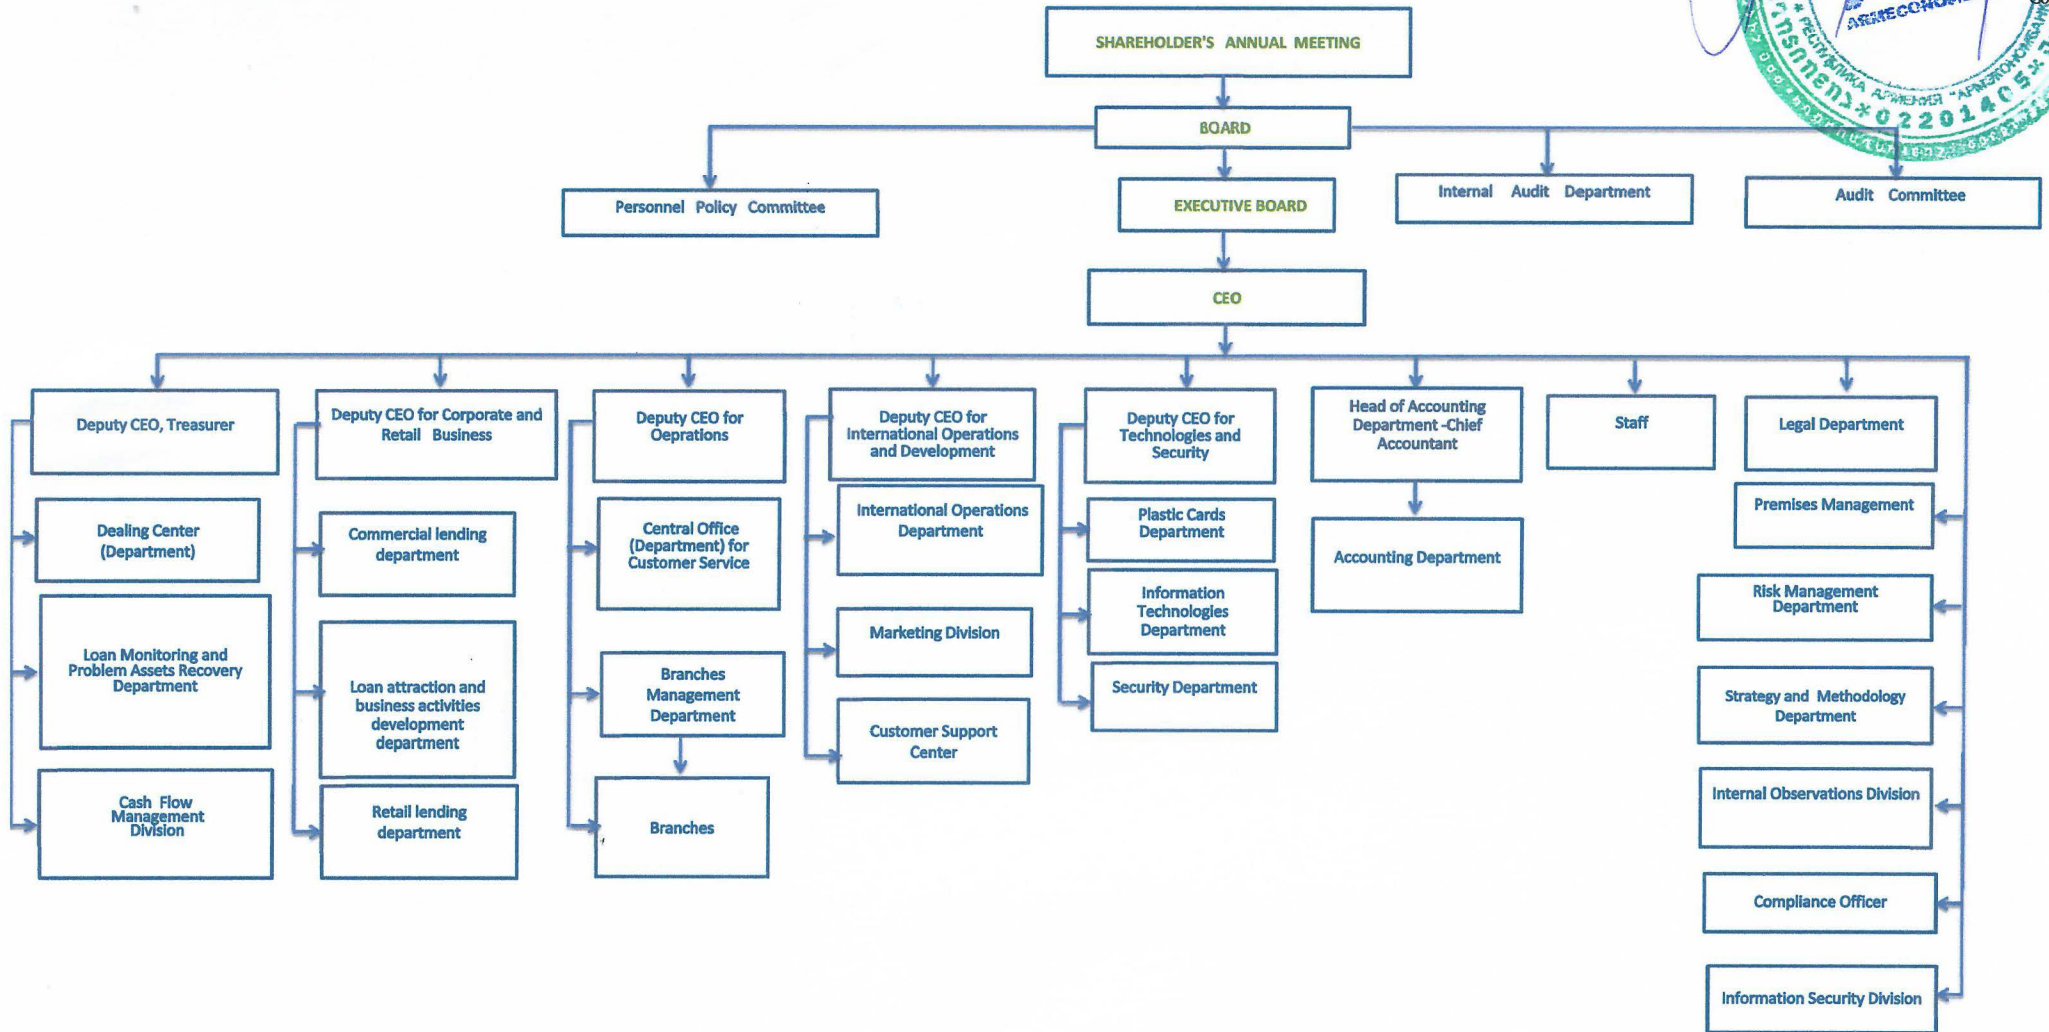 SHAREHOLDER'S ANNUAL MEETING
BOARD
Personnel Policy Committee
EXECUTIVE BOARD
Internal Audit Department
Audit Committee
CEO
Deputy CEO, Treasurer
Dealing Center
(Department)
Loan Monitoring and
Problem Assets Recovery
Department
Cash Flow
Management
Division
Deputy CEO for Corporate and
Retail Business
Commercial lending
department
Loan attraction and
business activities
development
department
Retail lending
department
Deputy CEO for
Oeprations
Central Office
(Department) for
Customer Service
Branches
Management
Department
Branches
Deputy CEO for
International Operations
and Development
International Operations
Department
Marketing Division
Customer Support
Center
Deputy CEO for
Technologies and
Security
Plastic Cards
Department
Information
Technologies
Department
Security Department
Head of Accounting
Department -Chief
Accountant
Accounting Department
Staff
Legal Department
Premises Management
Risk Management
Department
Strategy and Methodology
Department
Internal Observations Division
Compliance Officer
Information Security Division
РЕСПУБЛИКА АРМЕНИЯ
02201405